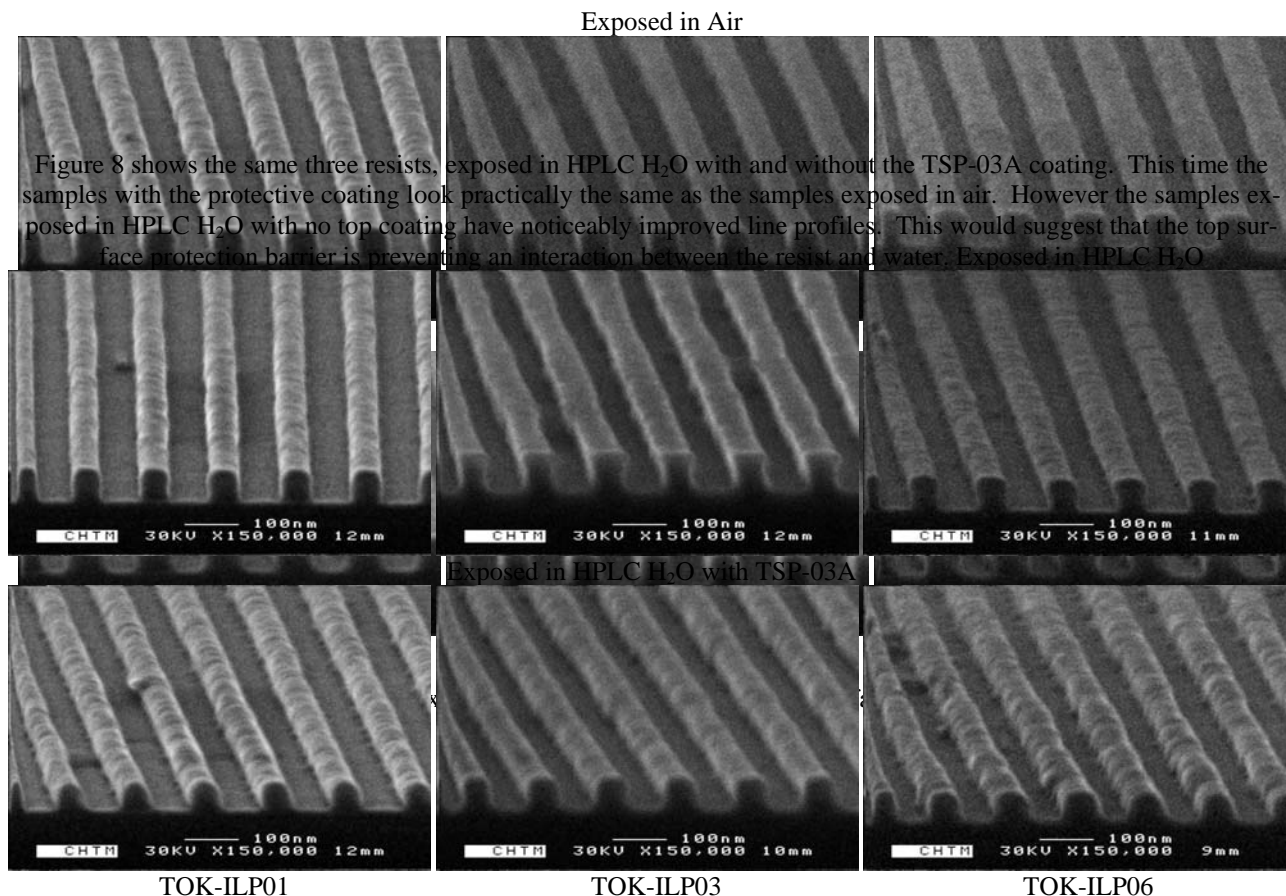 Exposed in Air
Figure 8 shows the same three resists, exposed in HPLC H₂O with and without the TSP-03A coating. This time the
samples with the protective coating look practically the same as the samples exposed in air. However the samples ex-
posed in HPLC H₂O with no top coating have noticeably improved line profiles. This would suggest that the top sur-
face protection barrier is preventing an interaction between the resist and water. Exposed in HPLC H₂O
100nm 100nm 100nm
CHTM 30KV X150,000 12mm CHTM 30KV X150,000 12mm CHTM 30KV X150,000 11mm
Exposed in HPLC H₂O with TSP-03A
100nm 100nm 100nm
CHTM 30KV X150,000 12mm CHTM 30KV X150,000 10mm CHTM 30KV X150,000 9mm
TOK-ILP01 TOK-ILP03 TOK-ILP06